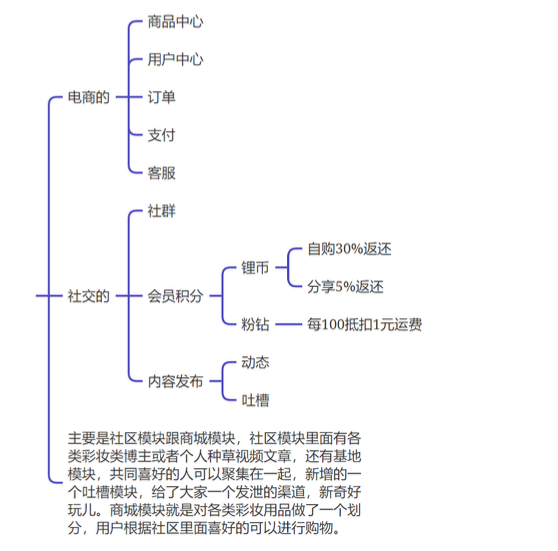 商品中心
用户中心
电商的
订单
支付
客服
社群
自购30%返还
锂币
分享5%返还
社交的
会员积分
粉钻
每100抵扣1元运费
动态
内容发布
吐槽
主要是社区模块跟商城模块，社区模块里面有各
类彩妆类博主或者个人种草视频文章，还有基地
模块，共同喜好的人可以聚集在一起，新增的一
个吐槽模块，给了大家一个发泄的渠道，新奇好
玩儿。商城模块就是对各类彩妆用品做了一个划
分，用户根据社区里面喜好的可以进行购物。